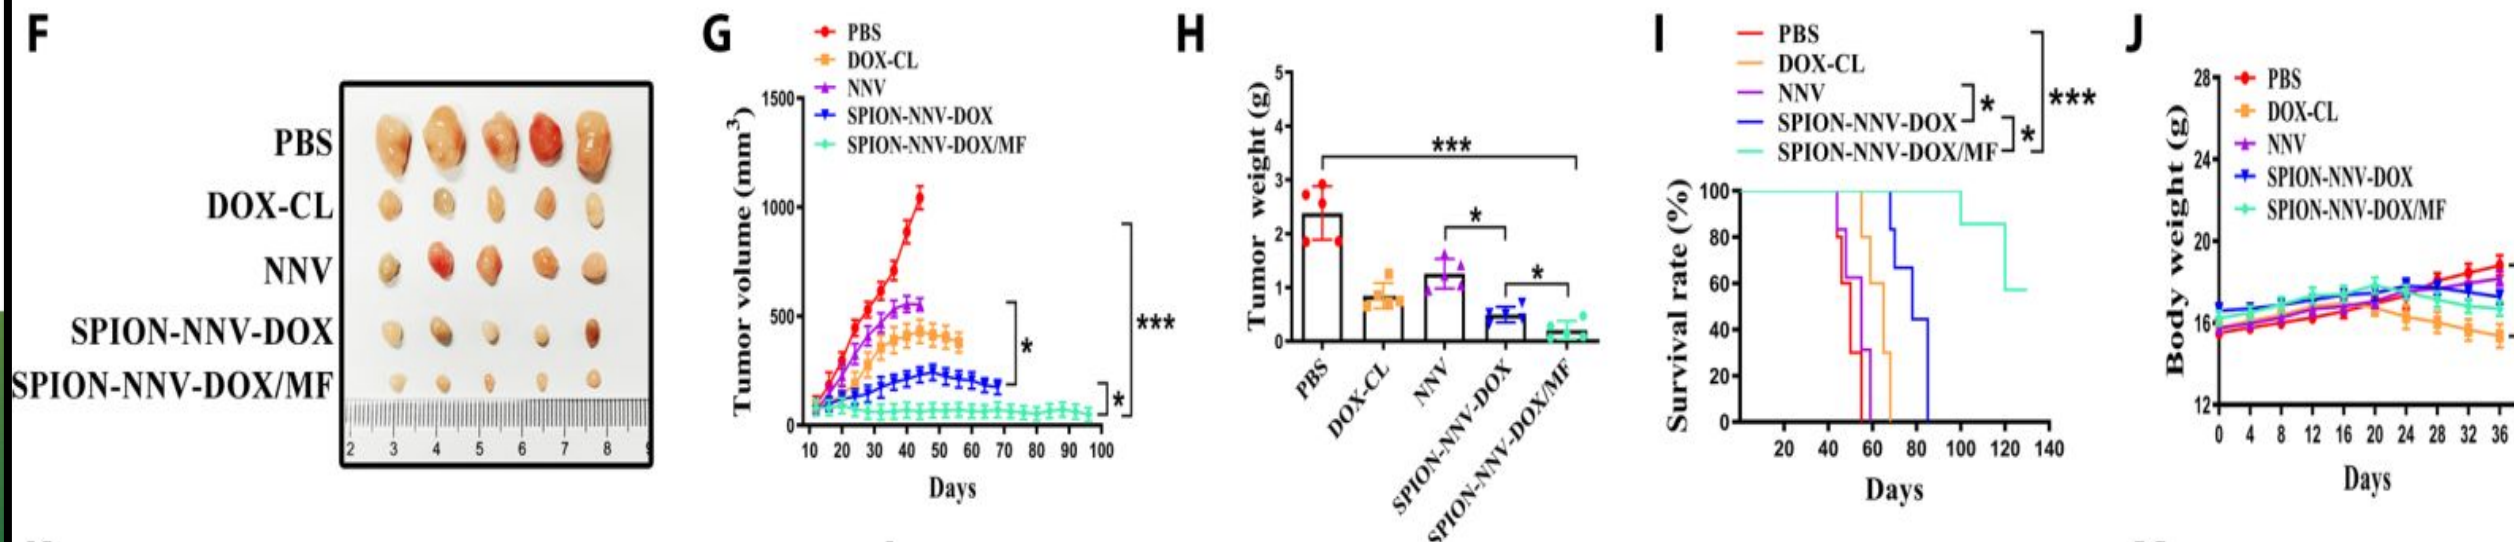 F
PBS
DOX-CL
NNV
SPION-NNV-DOX
SPION-NNV-DOX/MF
2 3 4 5 6 7 8
G
PBS
DOX-CL
NNV
SPION-NNV-DOX
SPION-NNV-DOX/MF
Tumor volume (mm³)
1500
1000
500
0
10 20 30 40 50 60 70 80 90 100
Days
*
*
***
H
Tumor weight (g)
5
4
3
2
1
0
***
*
*
PBS
DOX-CL
NNV
SPION-NNV-DOX
SPION-NNV-DOX/MF
I
PBS
DOX-CL
NNV
SPION-NNV-DOX
SPION-NNV-DOX/MF
*
*
***
Survival rate (%)
100
80
60
40
20
0
20 40 60 80 100 120 140
Days
J
PBS
DOX-CL
NNV
SPION-NNV-DOX
SPION-NNV-DOX/MF
Body weight (g)
28
24
20
16
12
0 4 8 12 16 20 24 28 32 36
Days